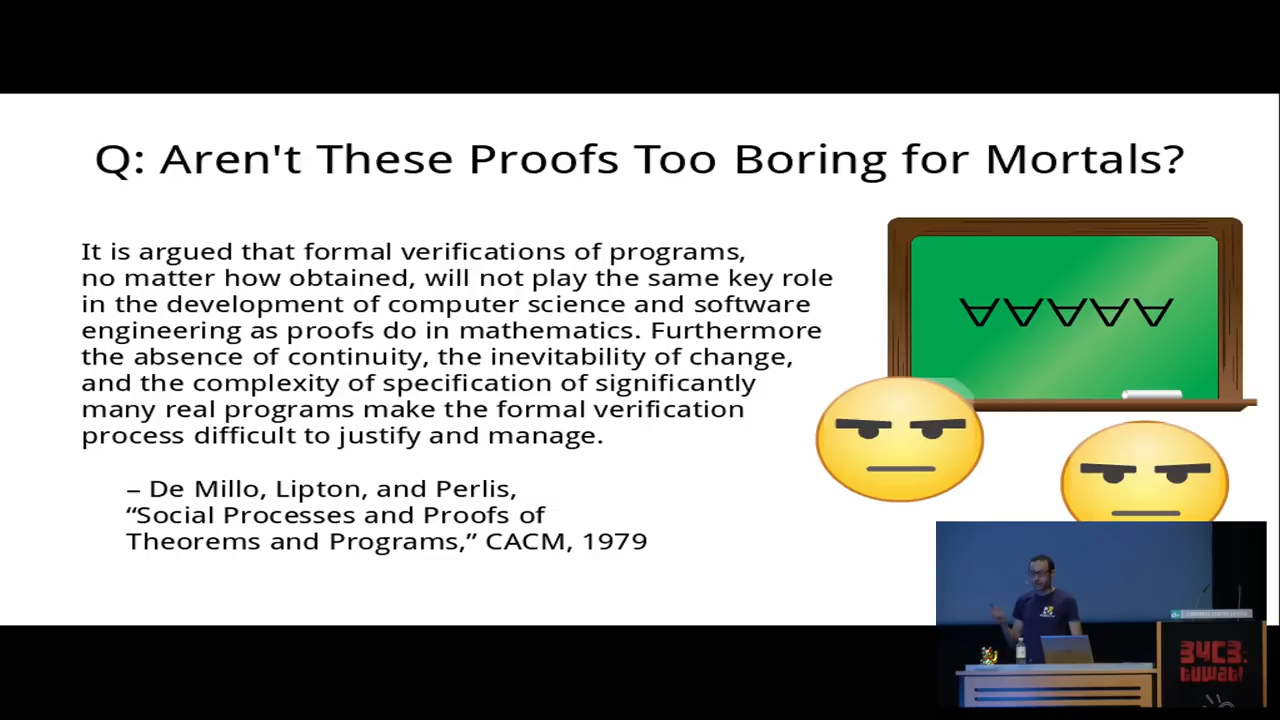 Q: Aren't These Proofs Too Boring for Mortals?
It is argued that formal verifications of programs,
no matter how obtained, will not play the same key role
in the development of computer science and software
engineering as proofs do in mathematics. Furthermore
the absence of continuity, the inevitability of change,
and the complexity of specification of significantly
many real programs make the formal verification
process difficult to justify and manage.
– De Millo, Lipton, and Perlis,
“Social Processes and Proofs of
Theorems and Programs,” CACM, 1979
∀∀∀∀∀
34C3.
tuwat!